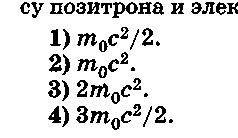 су позитрона и элек
1) m₀c²/2.
2) m₀c².
3) 2m₀c².
4) 3m₀c²/2.